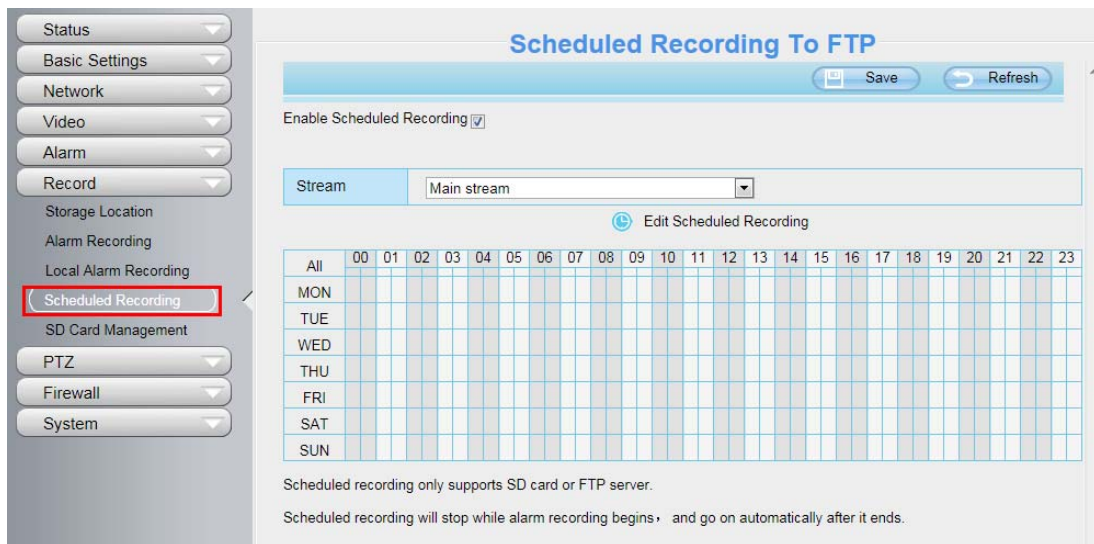 Status
Basic Settings
Network
Video
Alarm
Record
Storage Location
Alarm Recording
Local Alarm Recording
Scheduled Recording
SD Card Management
PTZ
Firewall
System
Scheduled Recording To FTP
Save Refresh
Enable Scheduled Recording
Stream Main stream
Edit Scheduled Recording
All 00 01 02 03 04 05 06 07 08 09 10 11 12 13 14 15 16 17 18 19 20 21 22 23
MON
TUE
WED
THU
FRI
SAT
SUN
Scheduled recording only supports SD card or FTP server.
Scheduled recording will stop while alarm recording begins， and go on automatically after it ends.